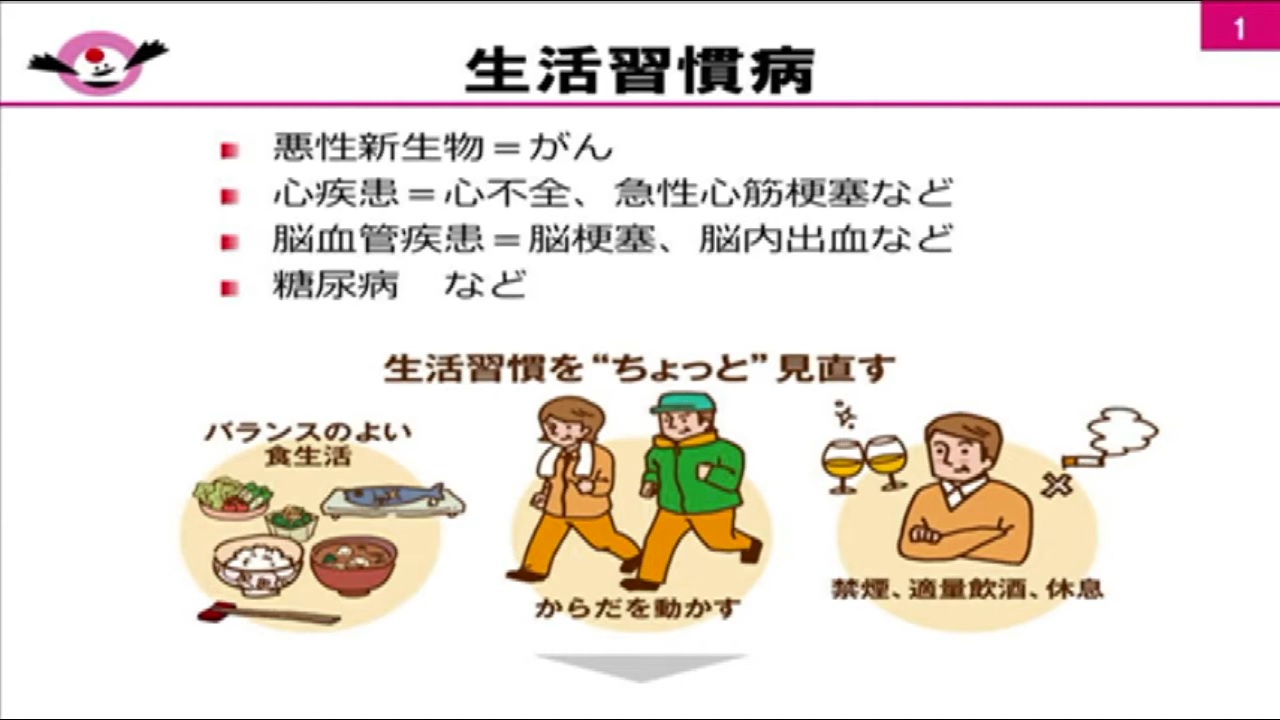 1
生活習慣病
悪性新生物＝がん
心疾患＝心不全、急性心筋梗塞など
脳血管疾患＝脳梗塞、脳内出血など
糖尿病　など
生活習慣を“ちょっと”見直す
バランスのよい
食生活
からだを動かす
禁煙、適量飲酒、休息